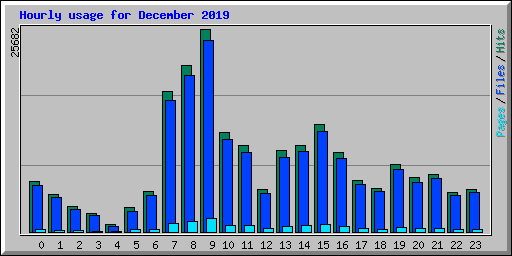 Hourly usage for December 2019
25682
Pages/Files/Hits
0 1 2 3 4 5 6 7 8 9 10 11 12 13 14 15 16 17 18 19 20 21 22 23